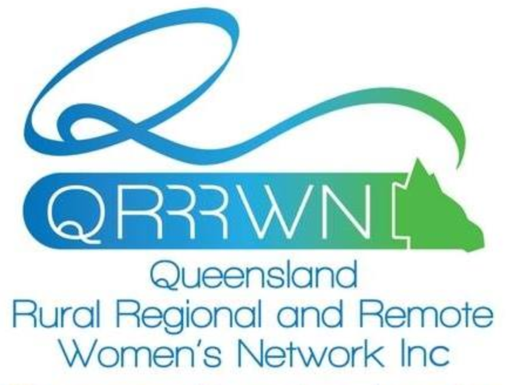 QRRRWN
Queensland
Rural Regional and Remote
Women's Network Inc